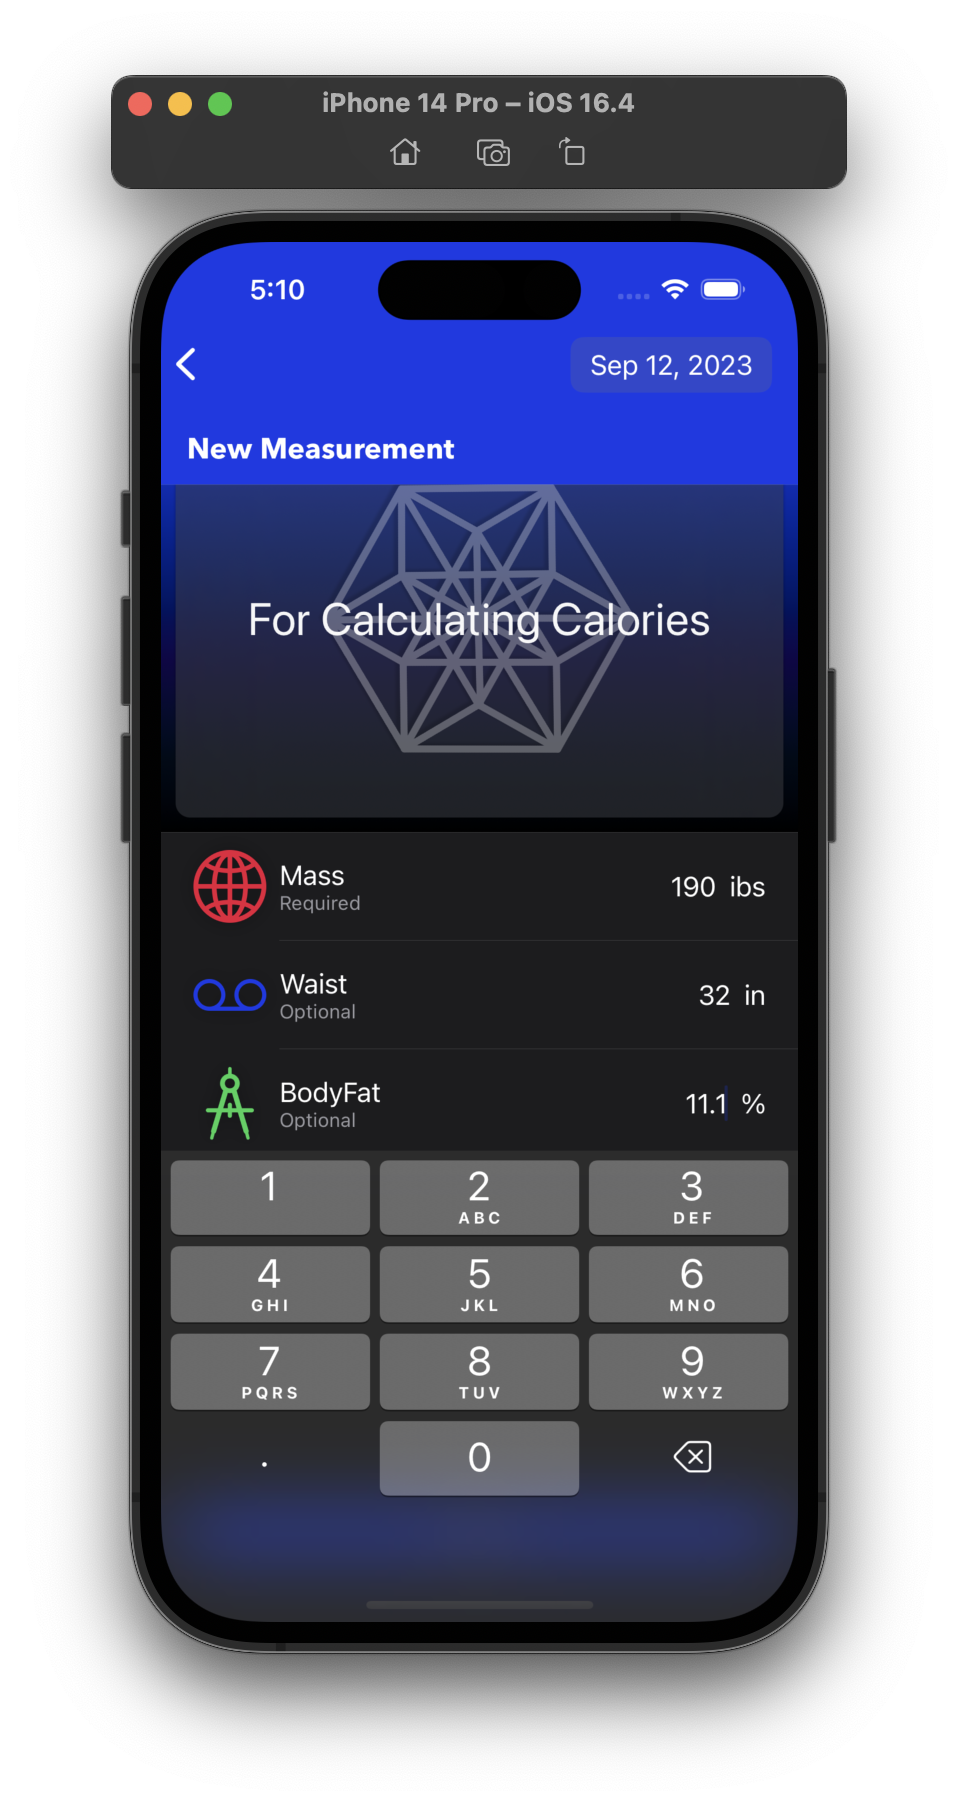 iPhone 14 Pro – iOS 16.4
5:10
Sep 12, 2023
New Measurement
For Calculating Calories
Mass
Required
190 ibs
Waist
Optional
32 in
BodyFat
Optional
11.1 %
1
2
ABC
3
DEF
4
GHI
5
JKL
6
MNO
7
PQRS
8
TUV
9
WXYZ
.
0